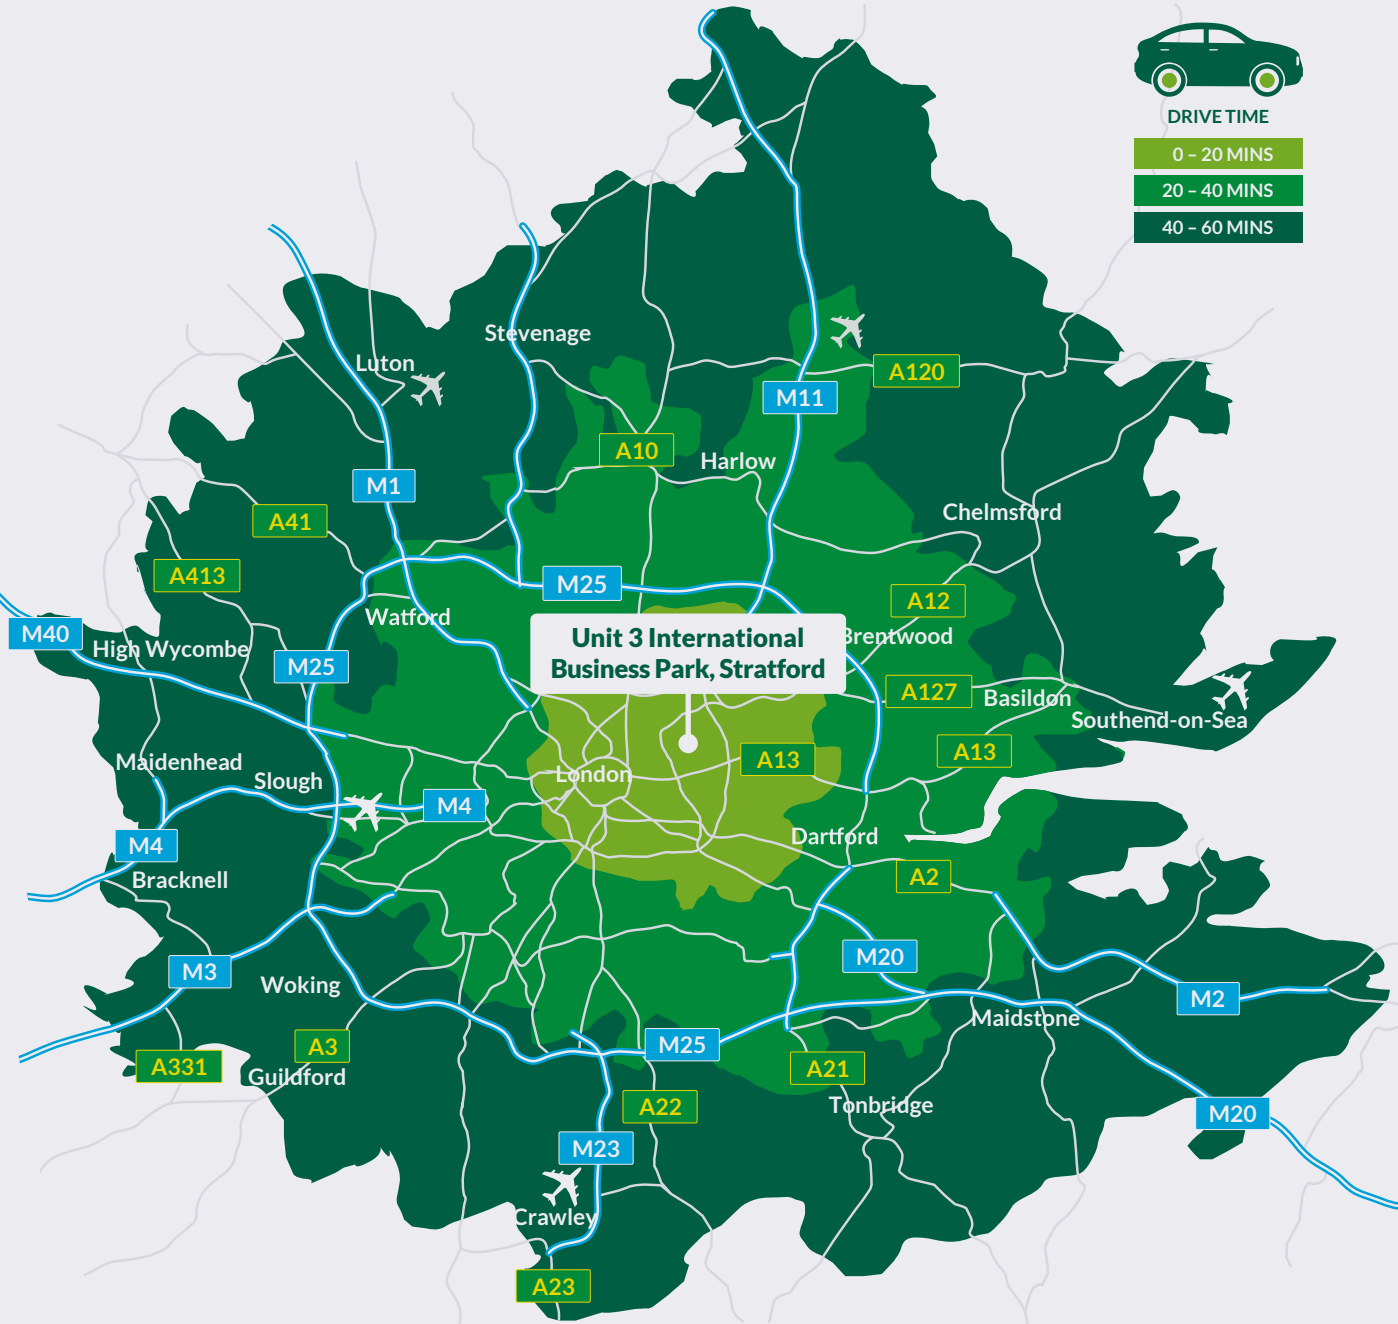 DRIVE TIME
0 – 20 MINS
20 – 40 MINS
40 – 60 MINS
Stevenage
Luton
A120
M11
A10
Harlow
M1
A41
Chelmsford
A413
M25
A12
Watford
M40
High Wycombe
Unit 3 International
Business Park, Stratford
Brentwood
M25
A127
Basildon
Southend-on-Sea
Maidenhead
Slough
London
A13
A13
M4
M4
Dartford
Bracknell
A2
M3
Woking
M20
M2
Maidstone
A3
M25
A331
Guildford
A21
Tonbridge
A22
M20
M23
Crawley
A23